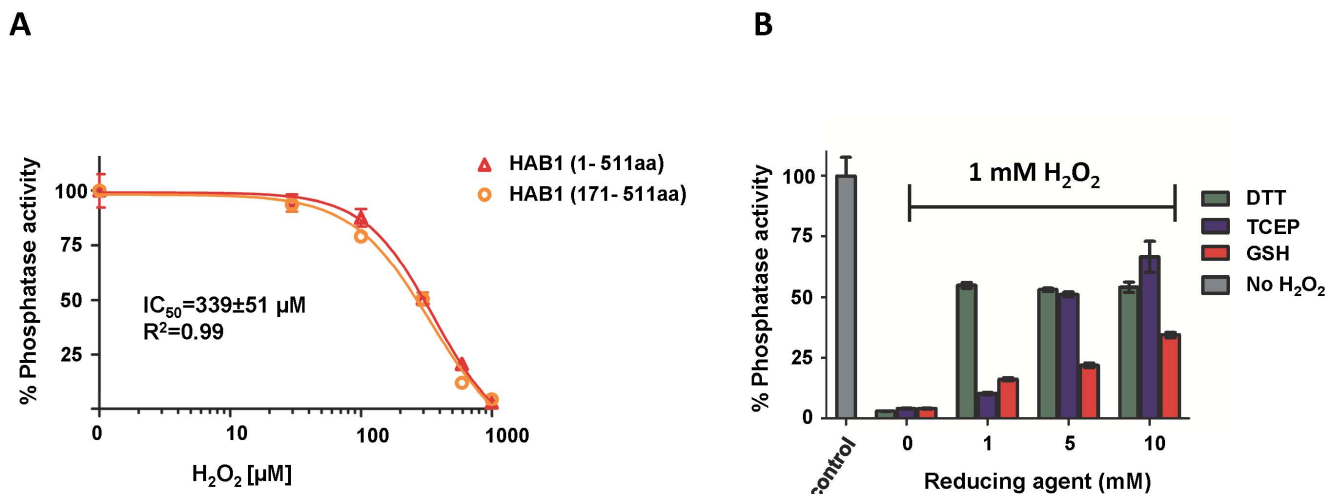 A
B
% Phosphatase activity
100
75
50
25
0
10
100
1000
H₂O₂ [µM]
HAB1 (1- 511aa)
HAB1 (171- 511aa)
IC₅₀=339±51 µM
R²=0.99
% Phosphatase activity
100
75
50
25
0
1 mM H₂O₂
control
0
1
5
10
Reducing agent (mM)
DTT
TCEP
GSH
No H₂O₂